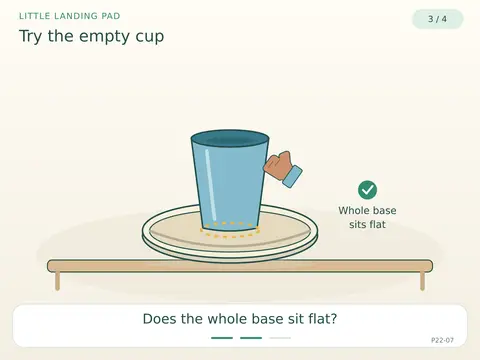 LITTLE LANDING PAD
3 / 4
Try the empty cup
Whole base
sits flat
Does the whole base sit flat?
P22-07